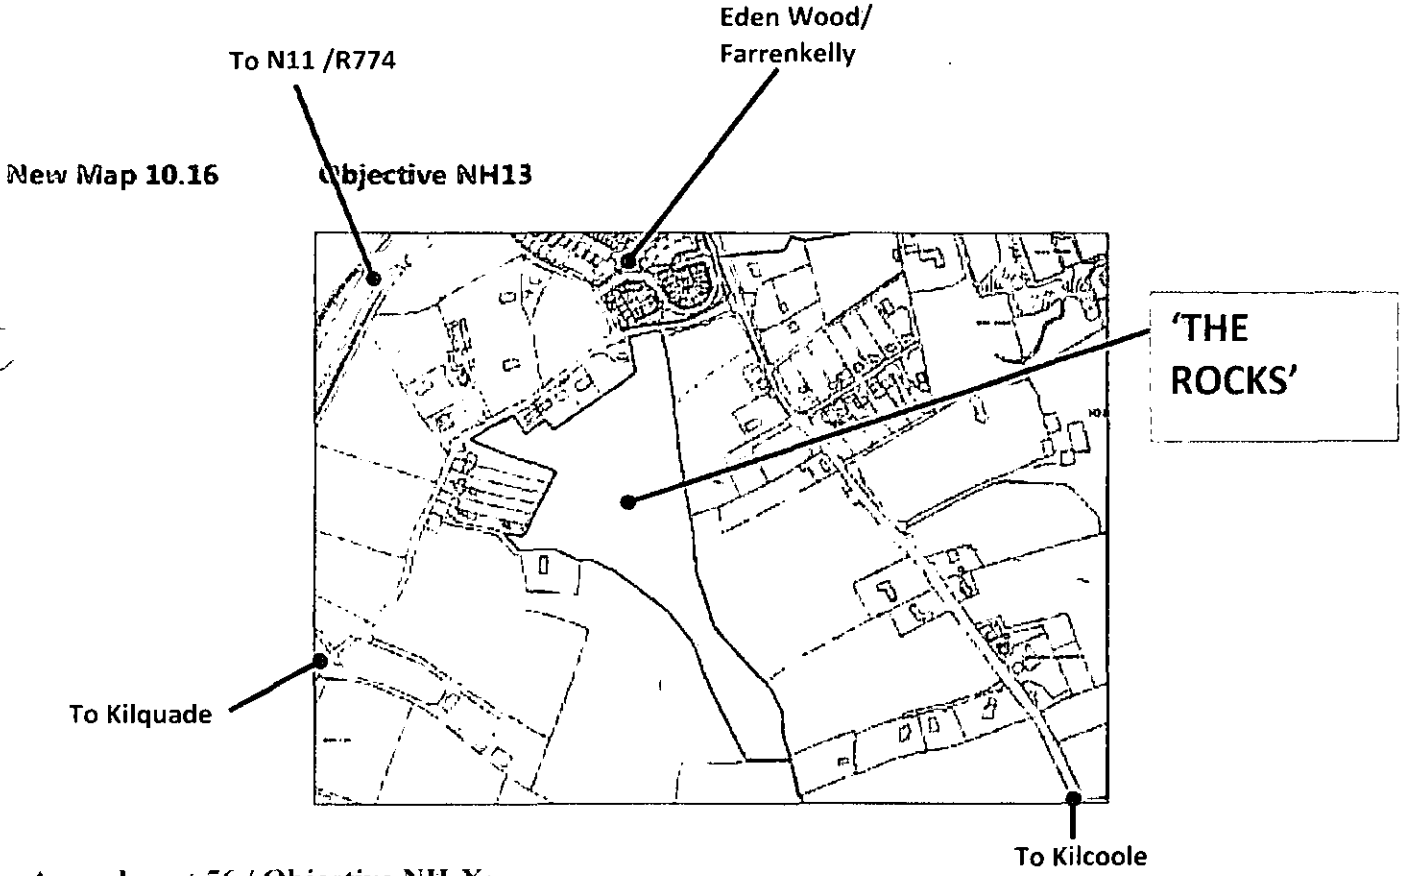 Eden Wood/
Farrenkelly
To N11 /R774
New Map 10.16 Objective NH13
'THE
ROCKS'
To Kilquade
To Kilcoole